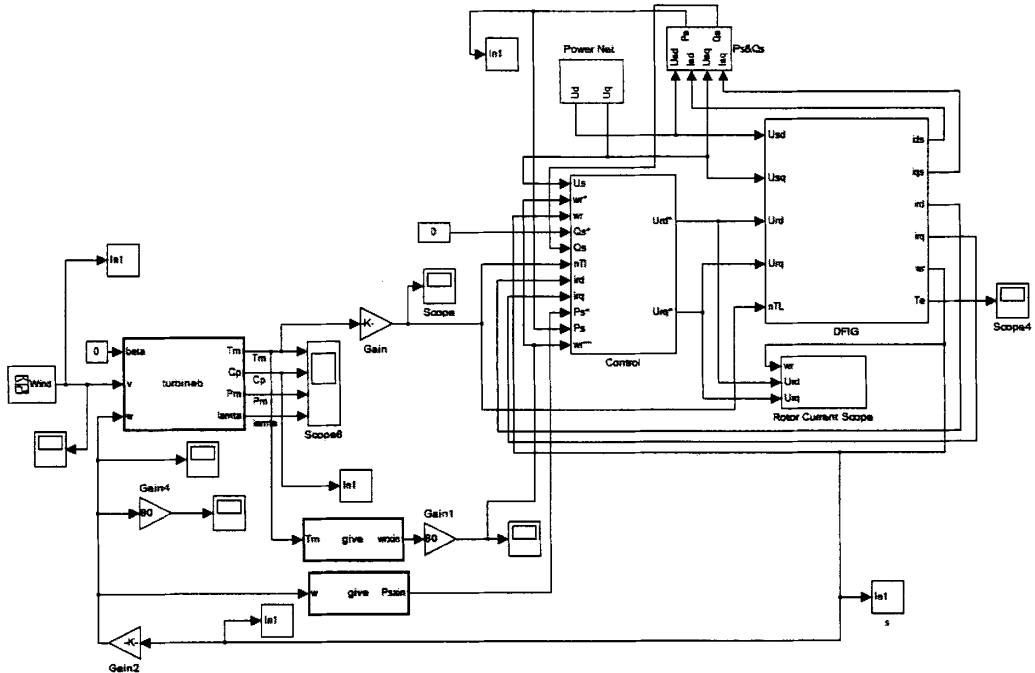 Ps
Qs
In1
Power Net
Ud
Uq
Usd
Isd
Usq
Isq
Ps&Qs
Usd
Usq
Urd
Urq
nTL
ids
iqs
ird
irq
wr
Te
DFIG
Scope4
Us
wr*
wr
Qs*
Qs
nTl
ird
irq
Ps*
Ps
Urd*
Urq*
Control
0
In1
Scope
-K-
Gain
wr
Urd
Urq
Rotor Current Scope
Wind
0
beta
v
w
turbineb
Tm
Cp
Pm
lamta
Tm
Cp
Pm
lamta
Scope6
In1
Gain4
80
Tm
give
wrxin
Gain1
80
w
give
Psxin
In1
-K-
Gain2
In1
s